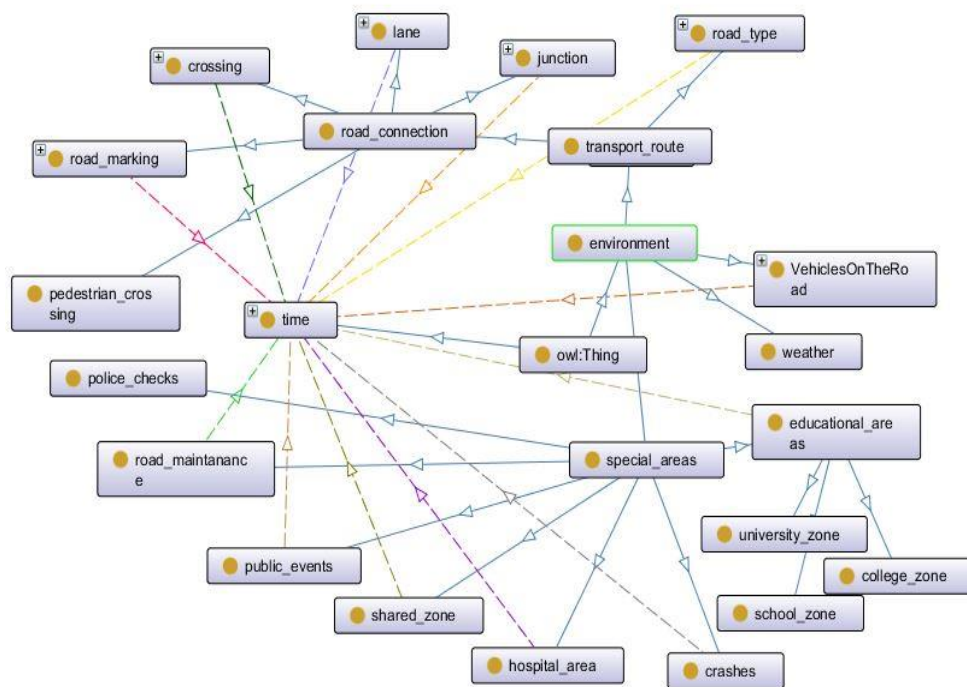 lane
road_type
crossing
junction
road_connection
transport_route
road_marking
environment
VehiclesOnTheRo
ad
pedestrian_cros
sing
time
owl:Thing
weather
police_checks
educational_are
as
road_maintananc
e
special_areas
university_zone
public_events
college_zone
shared_zone
school_zone
hospital_area
crashes